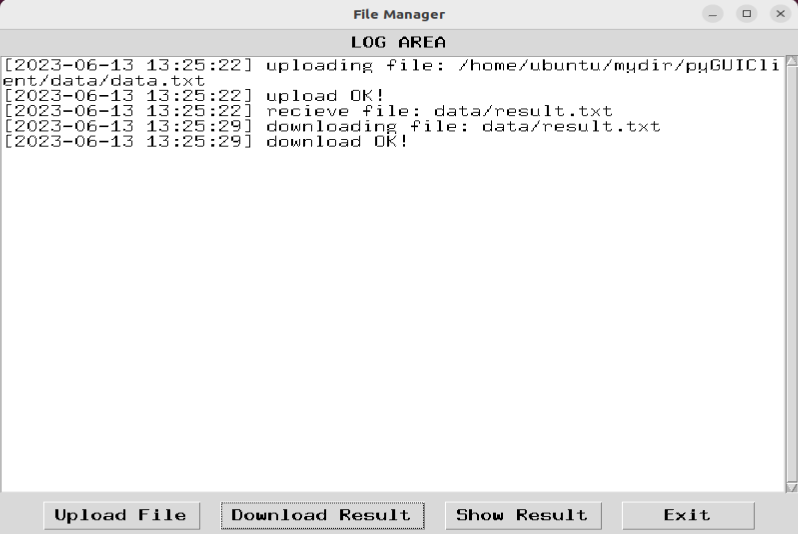 File Manager
LOG AREA
[2023-06-13 13:25:22] uploading file: /home/ubuntu/mydir/pyGUICli
ent/data/data.txt
[2023-06-13 13:25:22] upload OK!
[2023-06-13 13:25:22] recieve file: data/result.txt
[2023-06-13 13:25:29] downloading file: data/result.txt
[2023-06-13 13:25:29] download OK!
Upload File Download Result Show Result Exit